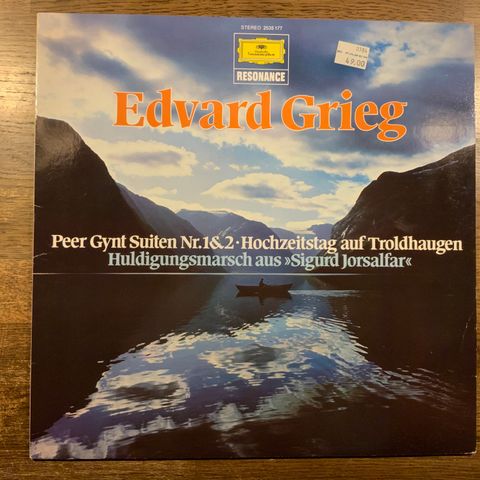 STEREO 2535 177
RESONANCE
0184
49,00
Edvard Grieg
Peer Gynt Suiten Nr.1&2·Hochzeitstag auf Troldhaugen
Huldigungsmarsch aus »Sigurd Jorsalfar«